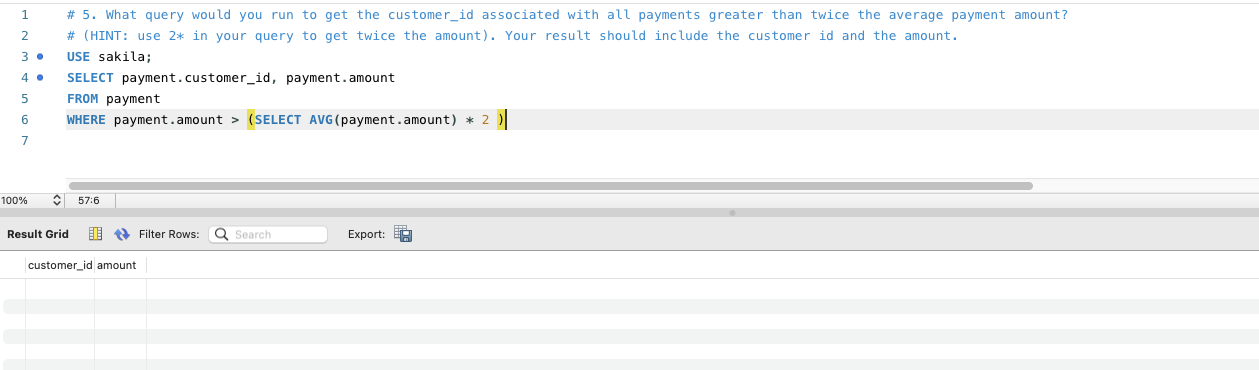 1 # 5. What query would you run to get the customer_id associated with all payments greater than twice the average payment amount?
2 # (HINT: use 2* in your query to get twice the amount). Your result should include the customer id and the amount.
3 USE sakila;
4 SELECT payment.customer_id, payment.amount
5 FROM payment
6 WHERE payment.amount > (SELECT AVG(payment.amount) * 2 )
7
100% 57:6
Result Grid Filter Rows: Search Export:
customer_id amount